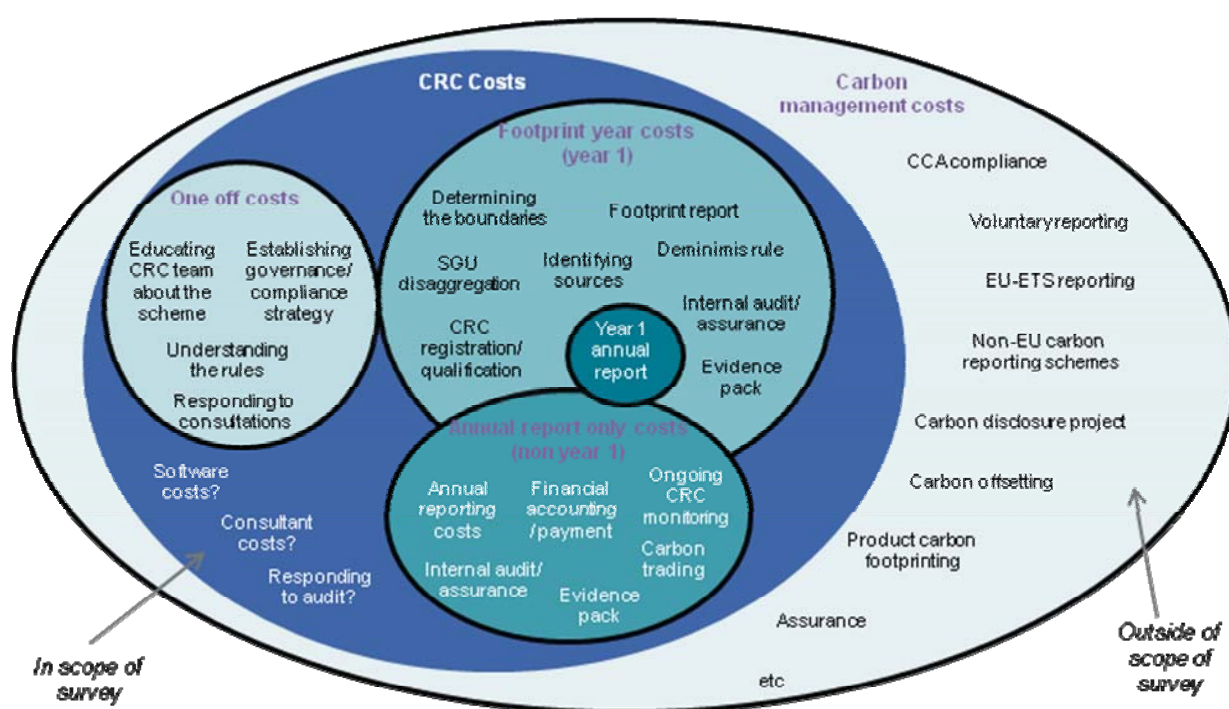 CRC Costs
Carbon
management costs
Footprint year costs
(year 1)
One off costs
Educating
CRC team
about the
scheme
Establishing
governance/
compliance
strategy
Understanding
the rules
Responding to
consultations
Determining
the boundaries
Footprint report
SGU
disaggregation
Identifying
sources
Deminimis rule
CRC
registration/
qualification
Year 1
annual
report
Internal audit/
assurance
Evidence
pack
Annual report only costs
(non year 1)
Annual
reporting
costs
Financial
accounting
/payment
Ongoing
CRC
monitoring
Carbon
trading
Internal audit/
assurance
Evidence
pack
Software
costs?
Consultant
costs?
Responding
to audit?
CCA compliance
Voluntary reporting
EU-ETS reporting
Non-EU carbon
reporting schemes
Carbon disclosure project
Carbon offsetting
Product carbon
footprinting
Assurance
etc
In scope of
survey
Outside of
scope of
survey